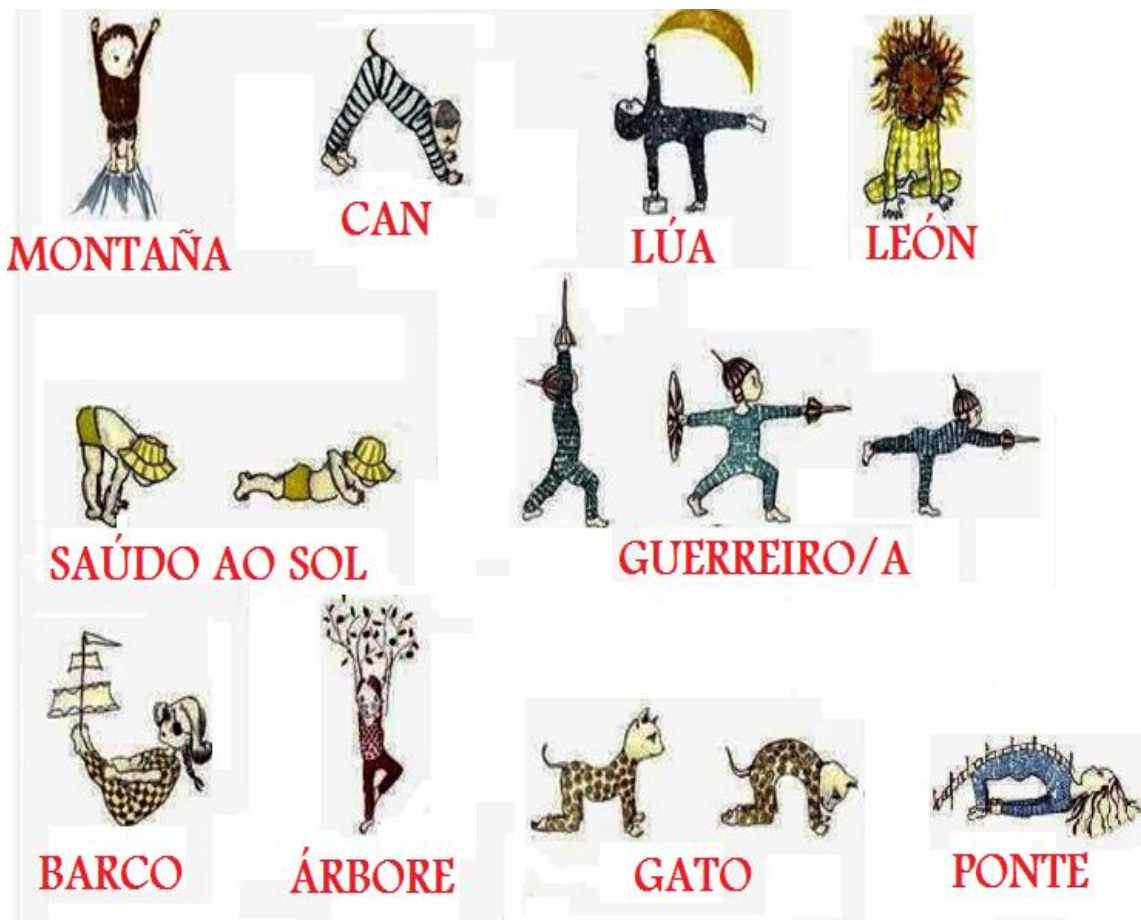 MONTAÑA
CAN
LÚA
LEÓN
SAÚDO AO SOL
GUERREIRO/A
BARCO
ÁRBORE
GATO
PONTE